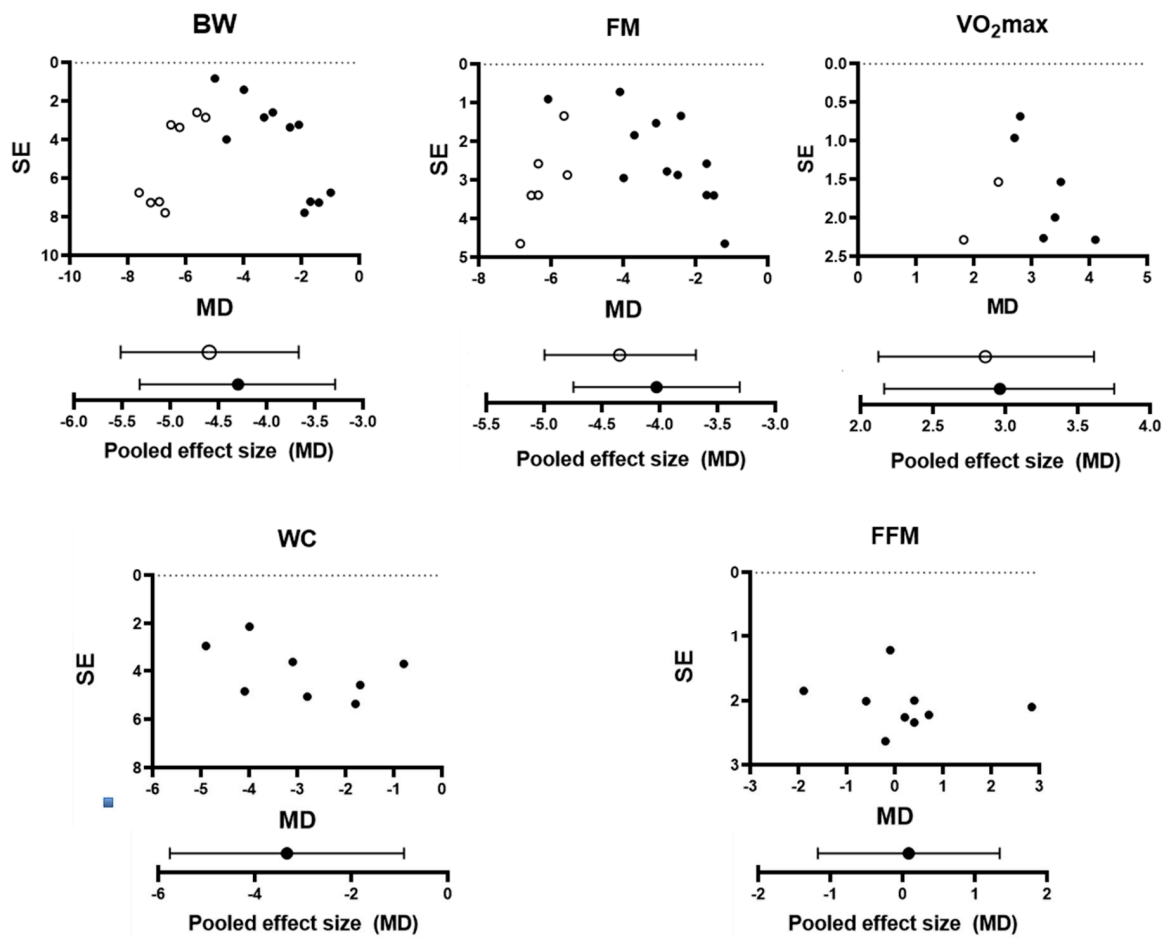 BW
0
2
4
6
8
10
SE
-10 -8 -6 -4 -2 0
MD
-6.0 -5.5 -5.0 -4.5 -4.0 -3.5 -3.0
Pooled effect size (MD)
FM
0
1
2
3
4
5
SE
-8 -6 -4 -2 0
MD
-5.5 -5.0 -4.5 -4.0 -3.5 -3.0
Pooled effect size (MD)
VO₂max
0.0
0.5
1.0
1.5
2.0
2.5
SE
0 1 2 3 4 5
MD
2.0 2.5 3.0 3.5 4.0
Pooled effect size (MD)
WC
0
2
4
6
8
SE
-6 -5 -4 -3 -2 -1 0
MD
-6 -4 -2 0
Pooled effect size (MD)
FFM
0
1
2
3
SE
-3 -2 -1 0 1 2 3
MD
-2 -1 0 1 2
Pooled effect size (MD)